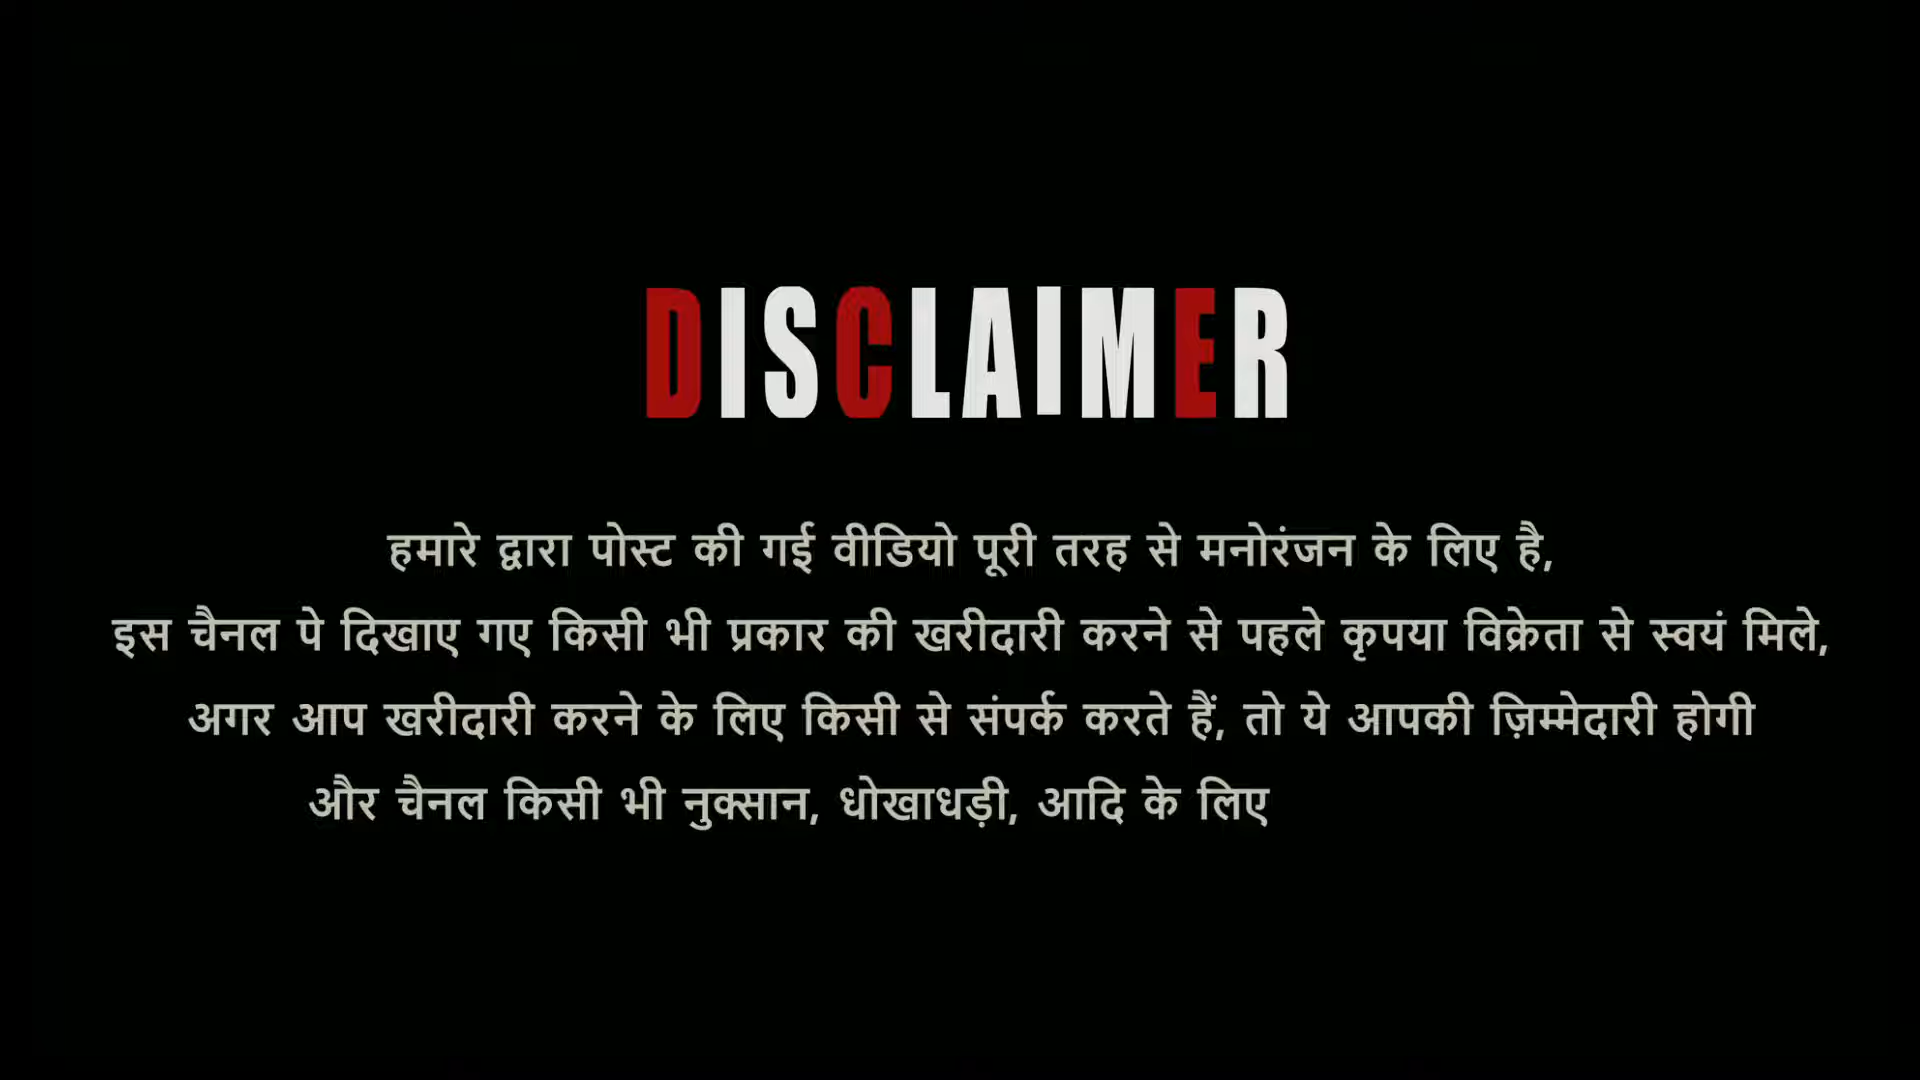 DISCLAIMER
हमारे द्वारा पोस्ट की गई वीडियो पूरी तरह से मनोरंजन के लिए है,
इस चैनल पे दिखाए गए किसी भी प्रकार की खरीदारी करने से पहले कृपया विक्रेता से स्वयं मिले,
अगर आप खरीदारी करने के लिए किसी से संपर्क करते हैं, तो ये आपकी ज़िम्मेदारी होगी
और चैनल किसी भी नुक्सान, धोखाधड़ी, आदि के लिए